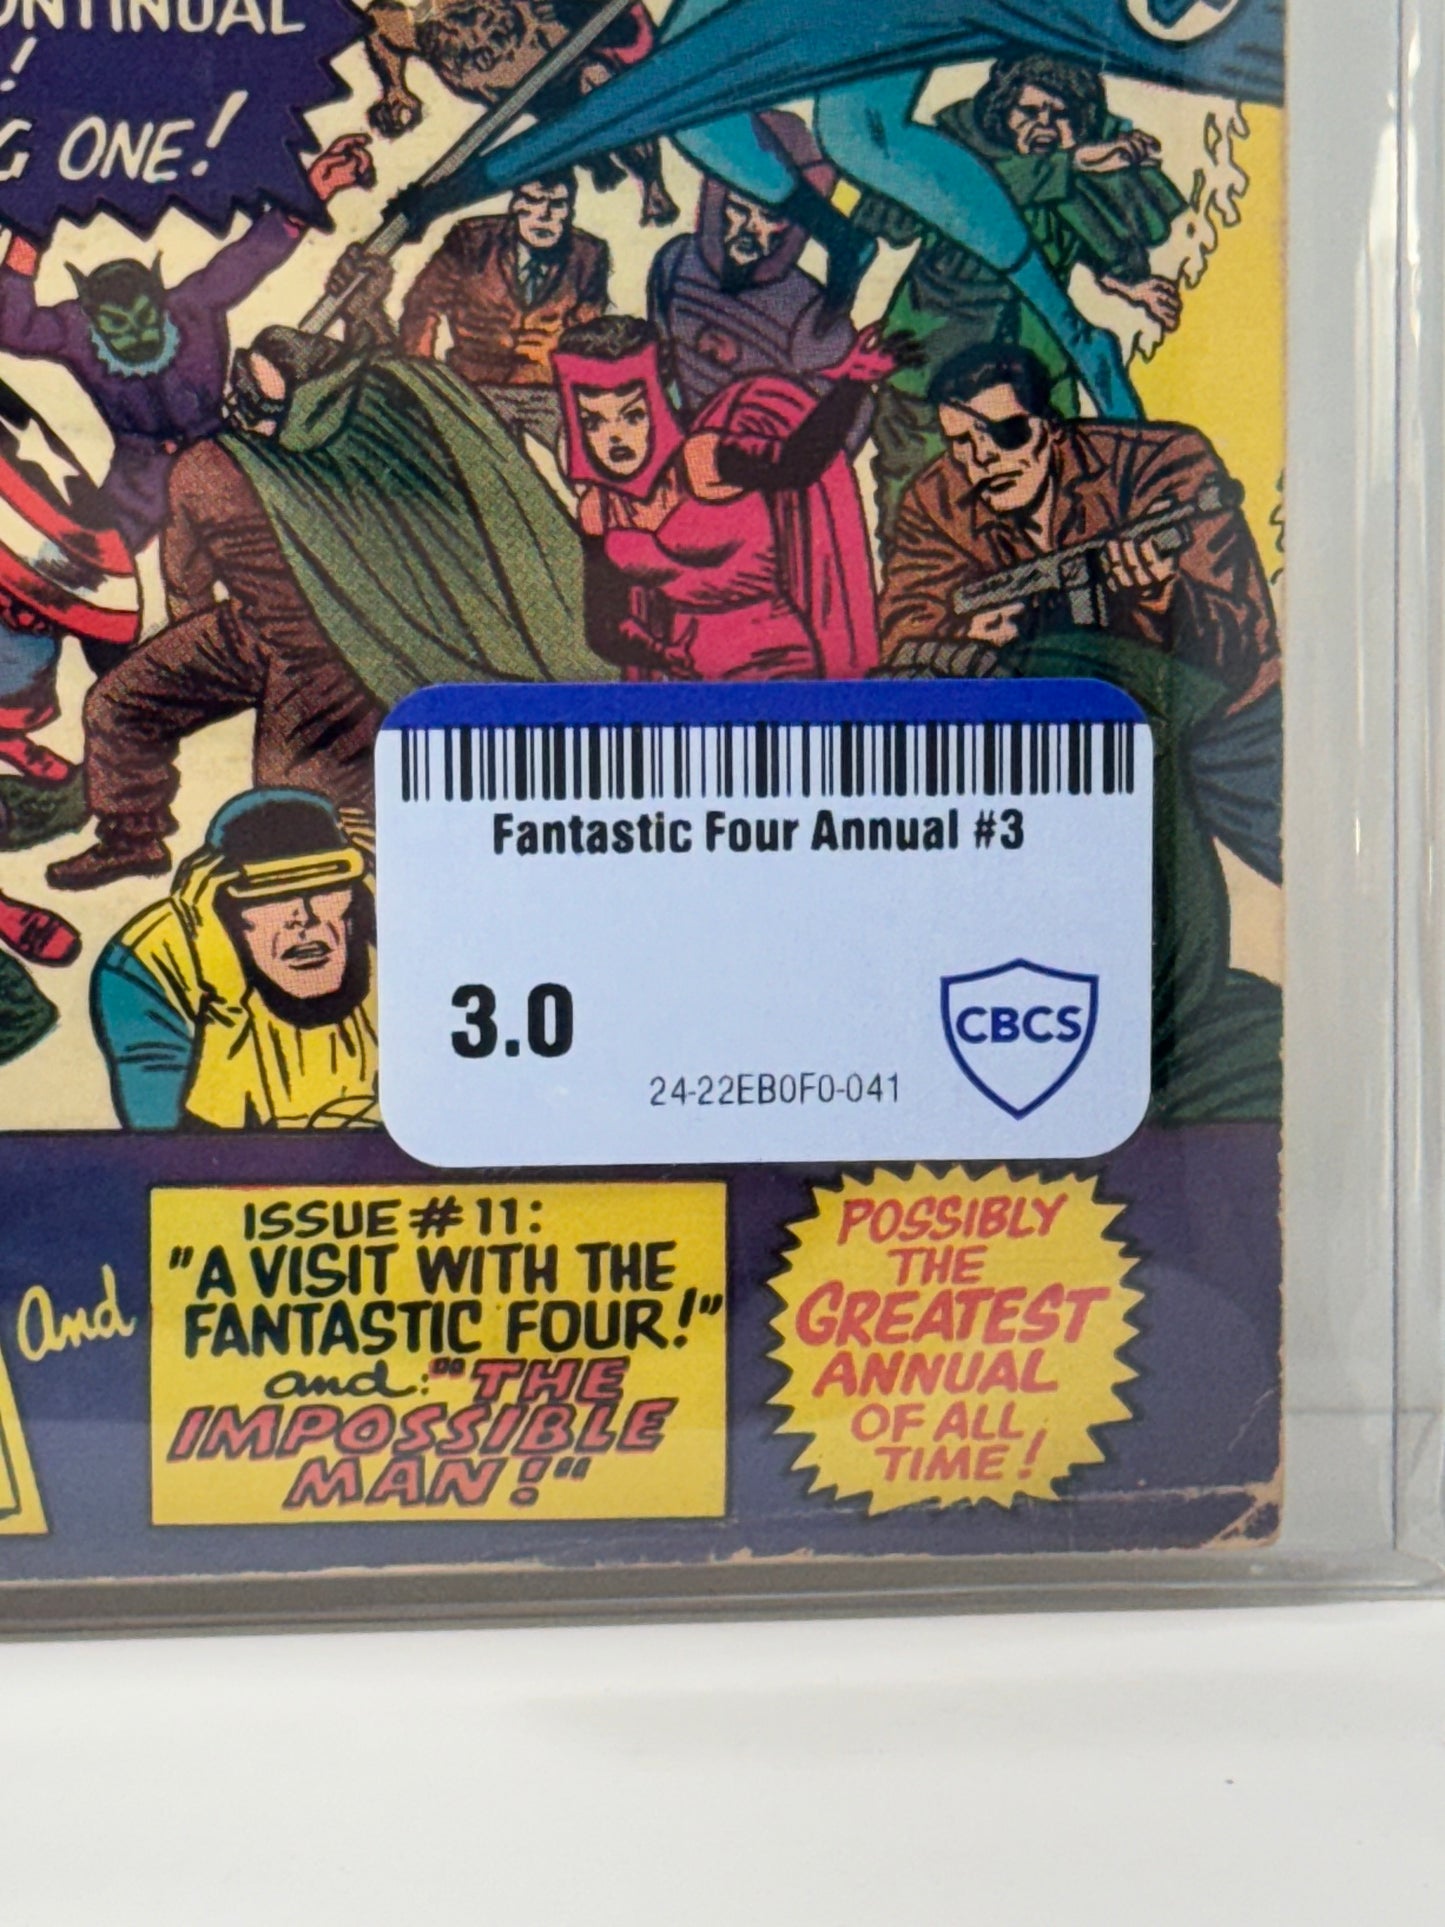 ONTINUAL
!
G ONE!
Fantastic Four Annual #3
3.0
CBCS
24-22EB0F0-041
And
ISSUE #11:
"A VISIT WITH THE
FANTASTIC FOUR!"
and: "THE
IMPOSSIBLE
MAN!"
POSSIBLY
THE
GREATEST
ANNUAL
OF ALL
TIME!